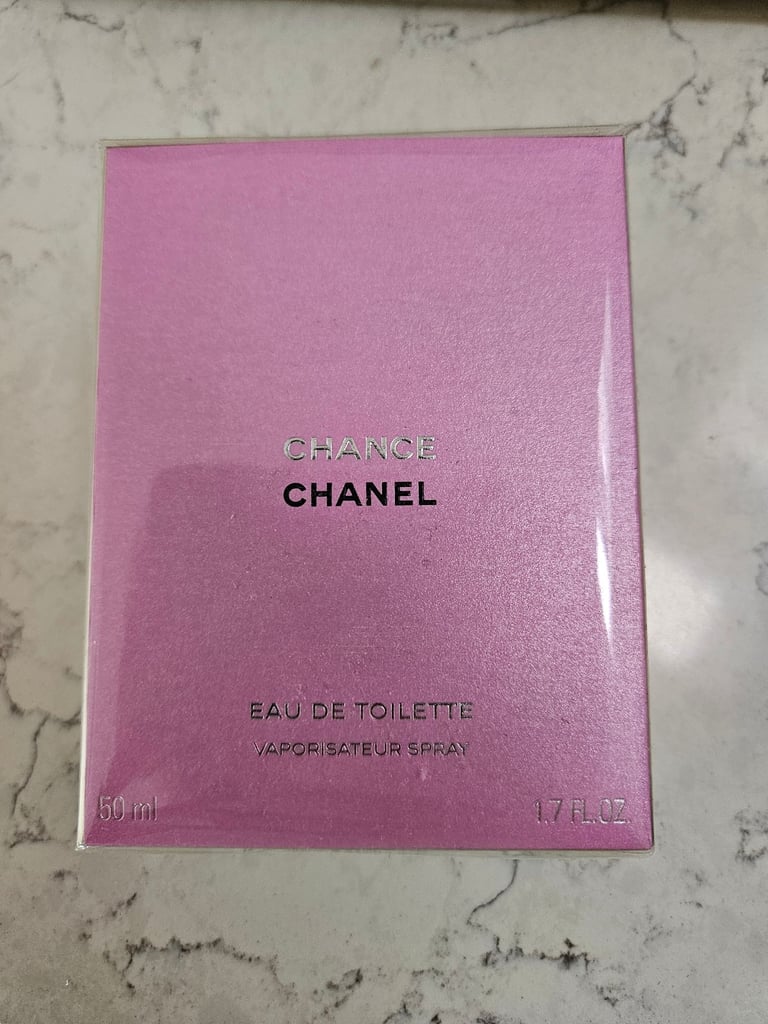 CHANCE
CHANEL
EAU DE TOILETTE
VAPORISATEUR SPRAY
50 ml 1.7 FL.OZ.